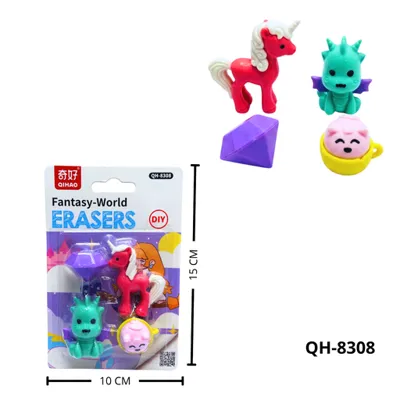 奇好
QIHAO
QH-8308
Fantasy-World
ERASERS
DIY
15 CM
10 CM
QH-8308